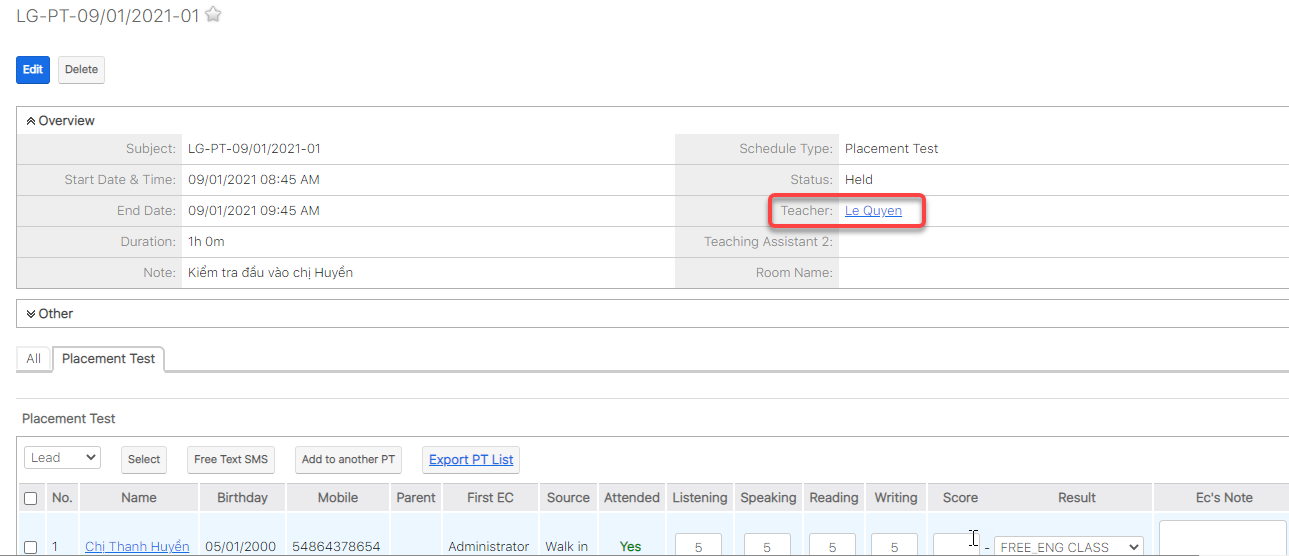 LG-PT-09/01/2021-01
Edit Delete
Overview
Subject: LG-PT-09/01/2021-01 Schedule Type: Placement Test
Start Date & Time: 09/01/2021 08:45 AM Status: Held
End Date: 09/01/2021 09:45 AM Teacher: Le Quyen
Duration: 1h 0m Teaching Assistant 2:
Note: Kiểm tra đầu vào chị Huyền Room Name:
Other
All Placement Test
Placement Test
Lead Select Free Text SMS Add to another PT Export PT List
No. Name Birthday Mobile Parent First EC Source Attended Listening Speaking Reading Writing Score Result Ec's Note
1 Chị Thanh Huyền 05/01/2000 54864378654 Administrator Walk in Yes 5 5 5 5 - FREE_ENG CLASS